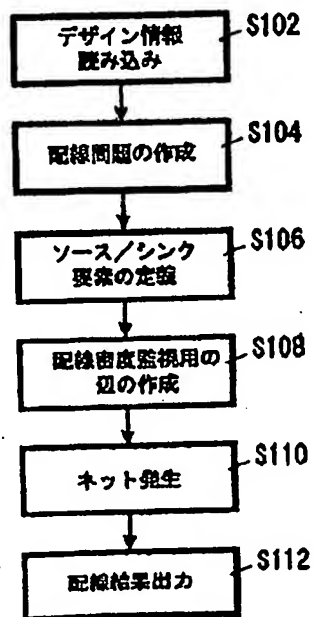 デザイン情報
読み込み
S102
配線問題の作成
S104
ソース/シンク
要素の定義
S106
配線密度監視用の
辺の作成
S108
ネット発生
S110
配線結果出力
S112